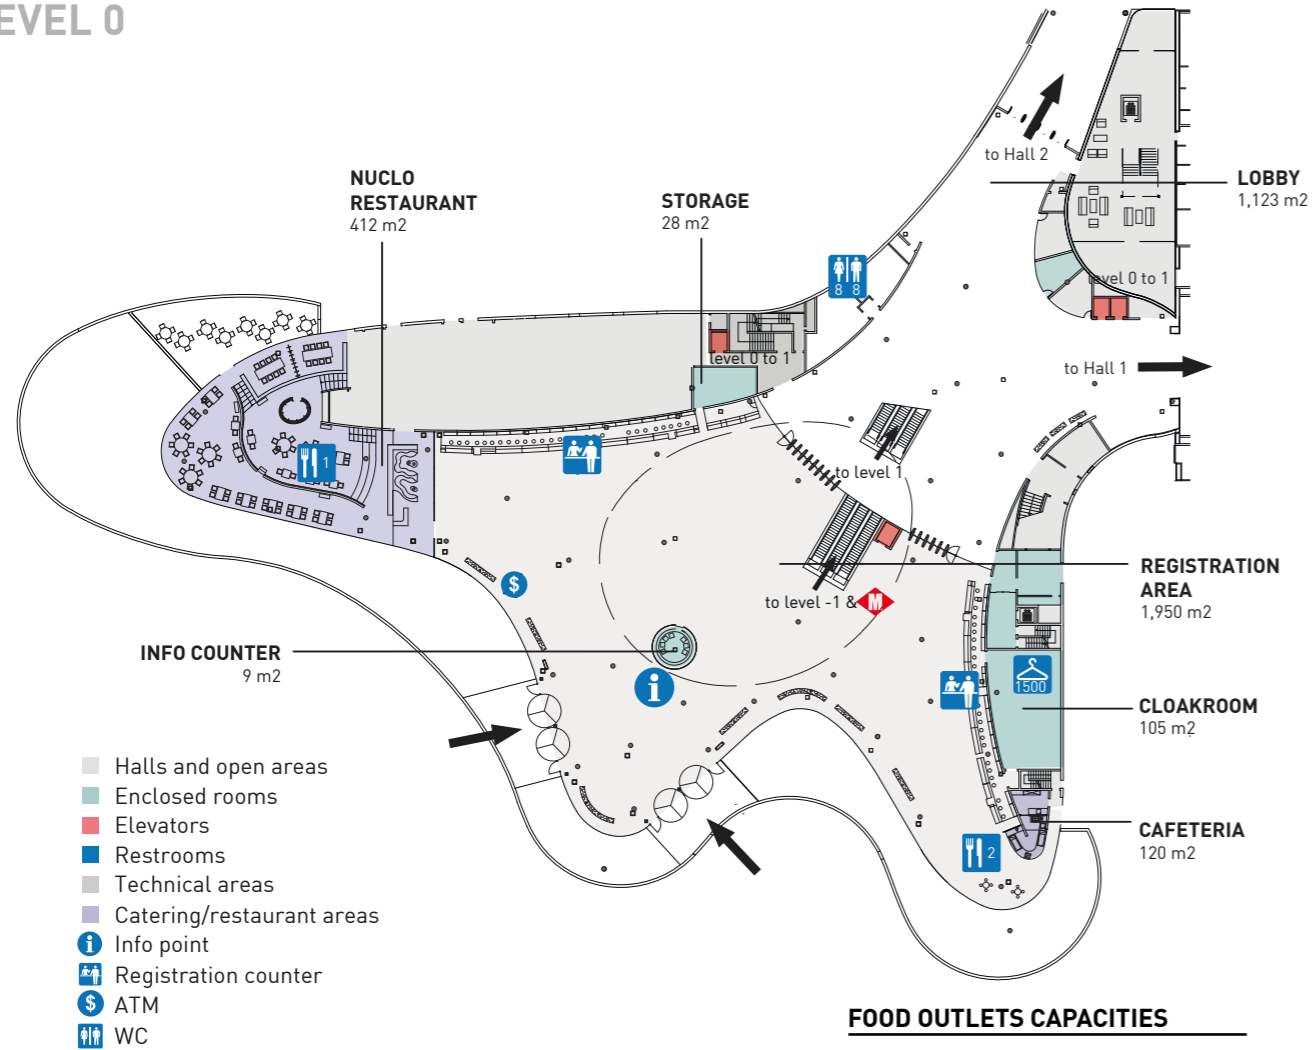 EVEL 0
to Hall 2
NUCLO
RESTAURANT
412 m2
STORAGE
28 m2
LOBBY
1,123 m2
8 8
level 0 to 1
level 0 to 1
to Hall 1
1
to level 1
$
to level -1 & M
REGISTRATION
AREA
1,950 m2
INFO COUNTER
9 m2
i
1500
CLOAKROOM
105 m2
CAFETERIA
120 m2
2
Halls and open areas
Enclosed rooms
Elevators
Restrooms
Technical areas
Catering/restaurant areas
i Info point
Registration counter
$ ATM
WC
FOOD OUTLETS CAPACITIES